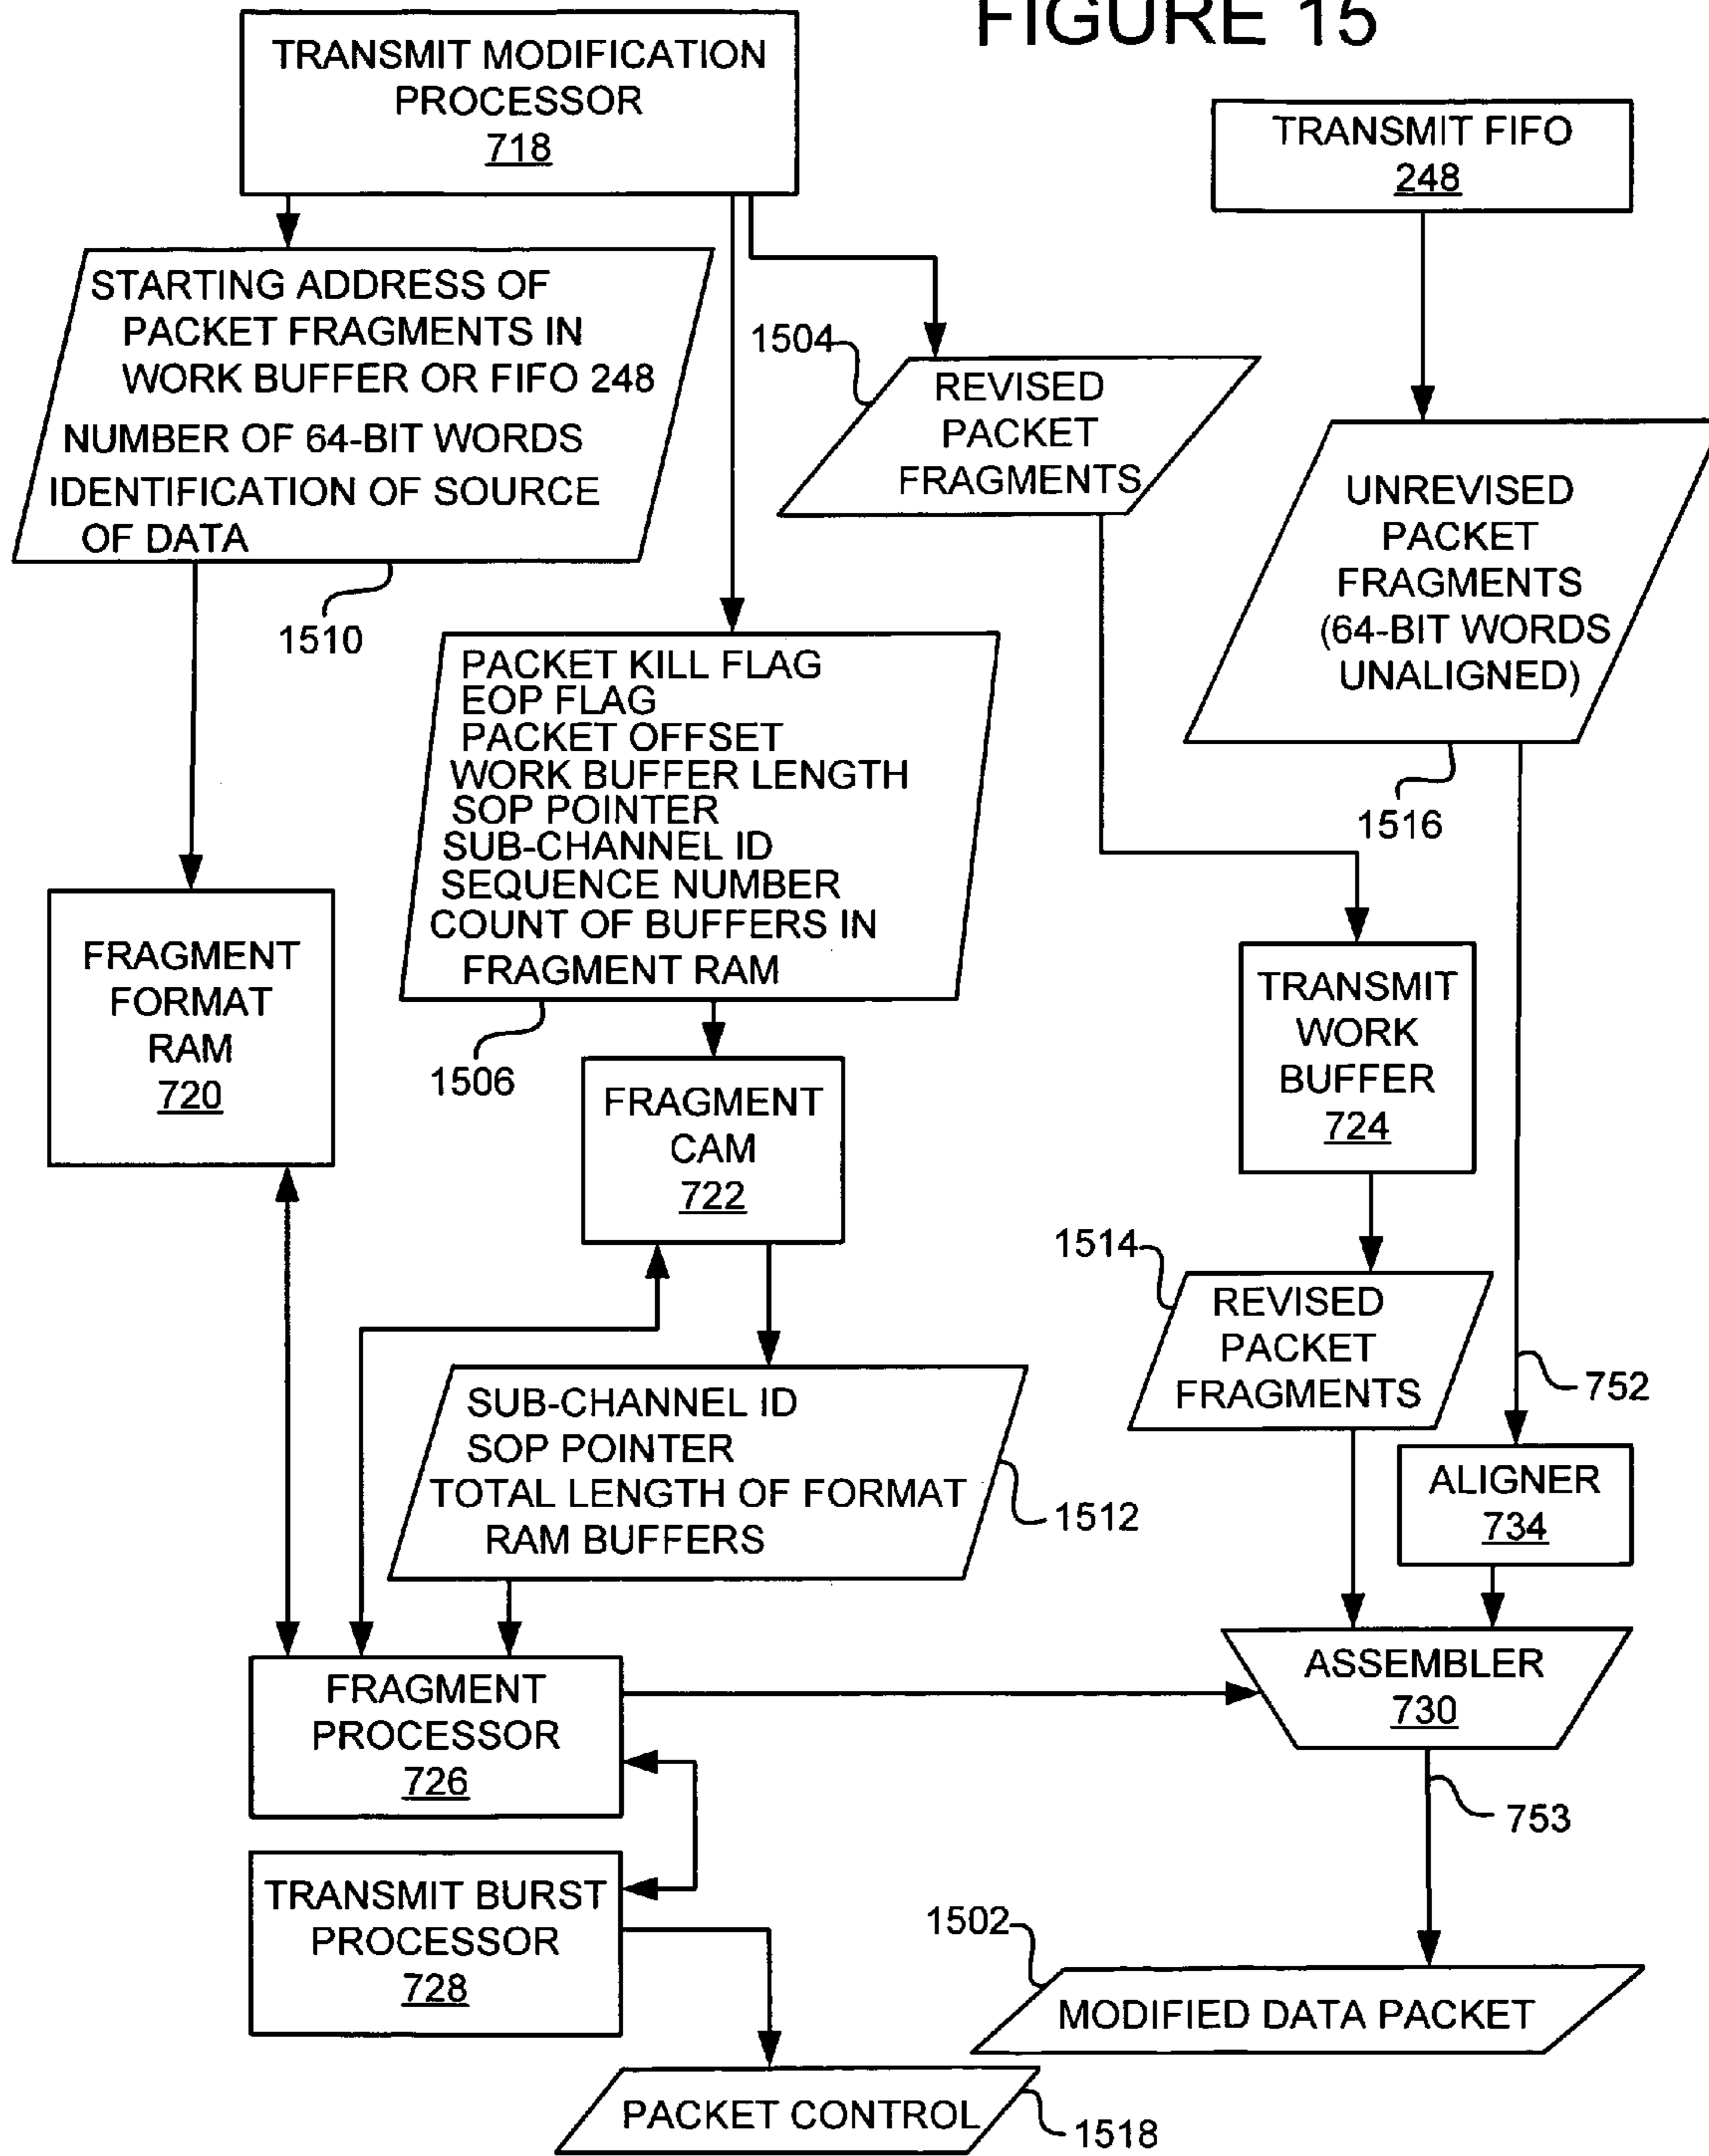 FIGURE 15
TRANSMIT MODIFICATION
PROCESSOR
718
TRANSMIT FIFO
248
STARTING ADDRESS OF
PACKET FRAGMENTS IN
WORK BUFFER OR FIFO 248
NUMBER OF 64-BIT WORDS
IDENTIFICATION OF SOURCE
OF DATA
1510
1504
REVISED
PACKET
FRAGMENTS
UNREVISED
PACKET
FRAGMENTS
(64-BIT WORDS
UNALIGNED)
1516
PACKET KILL FLAG
EOP FLAG
PACKET OFFSET
WORK BUFFER LENGTH
SOP POINTER
SUB-CHANNEL ID
SEQUENCE NUMBER
COUNT OF BUFFERS IN
FRAGMENT RAM
1506
FRAGMENT
FORMAT
RAM
720
FRAGMENT
CAM
722
TRANSMIT
WORK
BUFFER
724
1514
REVISED
PACKET
FRAGMENTS
752
SUB-CHANNEL ID
SOP POINTER
TOTAL LENGTH OF FORMAT
RAM BUFFERS
1512
ALIGNER
734
FRAGMENT
PROCESSOR
726
ASSEMBLER
730
753
TRANSMIT BURST
PROCESSOR
728
1502
MODIFIED DATA PACKET
PACKET CONTROL
1518